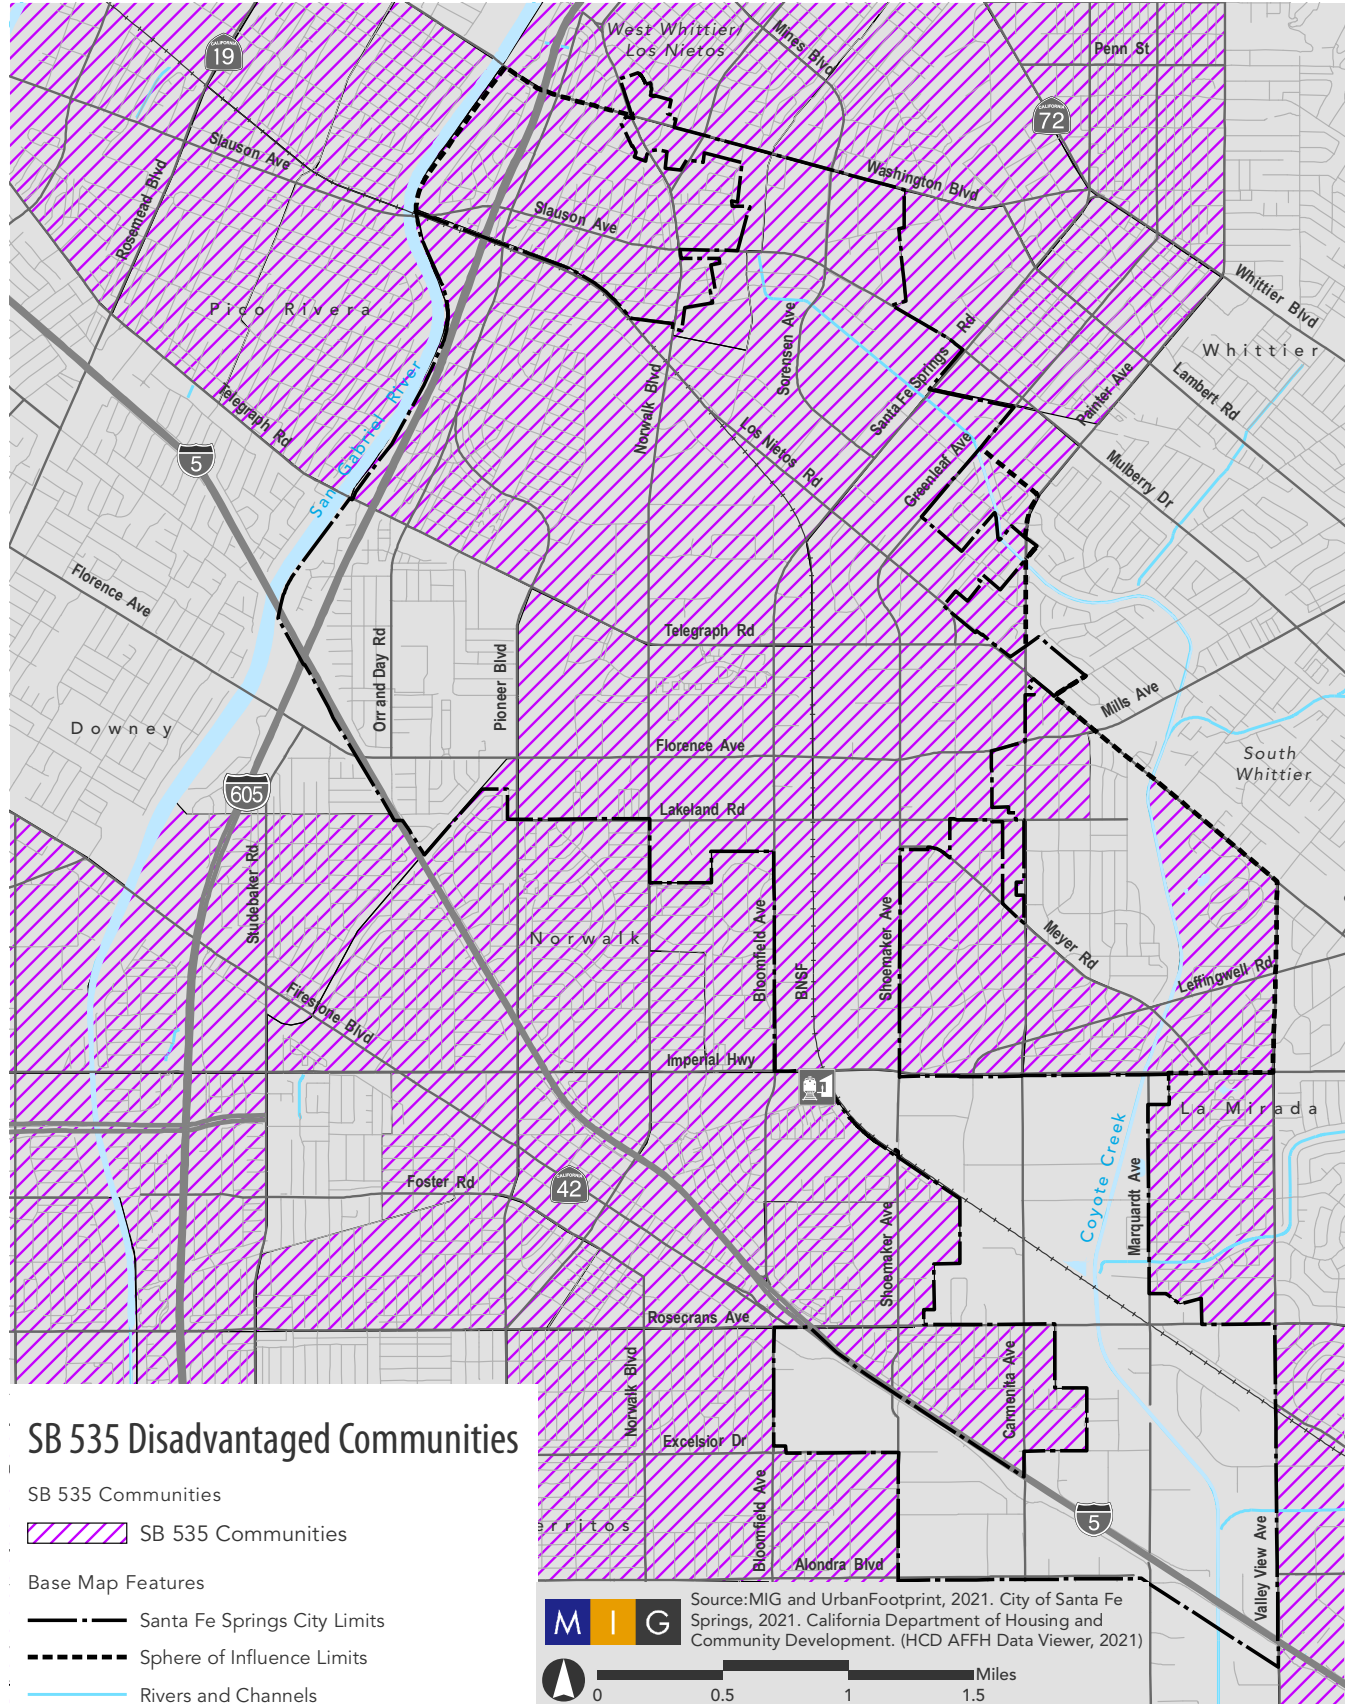 West Whittier/
Los Nietos
Mines Blvd
Penn St
CALIFORNIA
19
CALIFORNIA
72
Slauson Ave
Rosemead Blvd
Washington Blvd
Slauson Ave
Whittier Blvd
Pico Rivera
Whittier
Sorensen Ave
Santa Fe Springs Rd
Lambert Rd
Painter Ave
Telegraph Rd
San Gabriel River
Norwalk Blvd
Los Nietos Rd
Greenleaf Ave
Mulberry Dr
5
Florence Ave
Telegraph Rd
Orr and Day Rd
Pioneer Blvd
Mills Ave
Downey
Florence Ave
South
Whittier
605
Lakeland Rd
Studebaker Rd
Norwalk
Bloomfield Ave
BNSF
Shoemaker Ave
Meyer Rd
Leffingwell Rd
Firestone Blvd
Imperial Hwy
La Mirada
Coyote Creek
Marquardt Ave
Foster Rd
CALIFORNIA
42
Shoemaker Ave
Rosecrans Ave
Norwalk Blvd
Carmenita Ave
Excelsior Dr
Bloomfield Ave
erritos
5
Alondra Blvd
Valley View Ave
SB 535 Disadvantaged Communities
SB 535 Communities
SB 535 Communities
Base Map Features
Santa Fe Springs City Limits
Sphere of Influence Limits
Rivers and Channels
M I G
Source:MIG and UrbanFootprint, 2021. City of Santa Fe
Springs, 2021. California Department of Housing and
Community Development. (HCD AFFH Data Viewer, 2021)
Miles
0 0.5 1 1.5